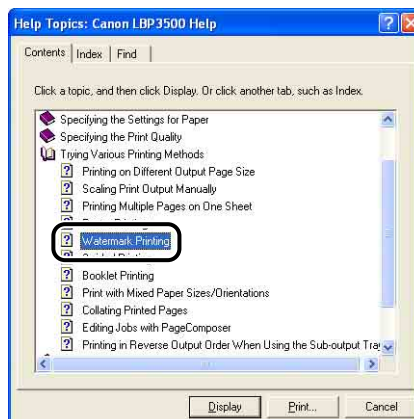 Help Topics: Canon LBP3500 Help
Contents Index Find
Click a topic, and then click Display. Or click another tab, such as Index.
Specifying the Settings for Paper
Specifying the Print Quality
Trying Various Printing Methods
Printing on Different Output Page Size
Scaling Print Output Manually
Printing Multiple Pages on One Sheet
Watermark Printing
Booklet Printing
Print with Mixed Paper Sizes/Orientations
Collating Printed Pages
Editing Jobs with PageComposer
Printing in Reverse Output Order When Using the Sub-output
Display Print... Cancel